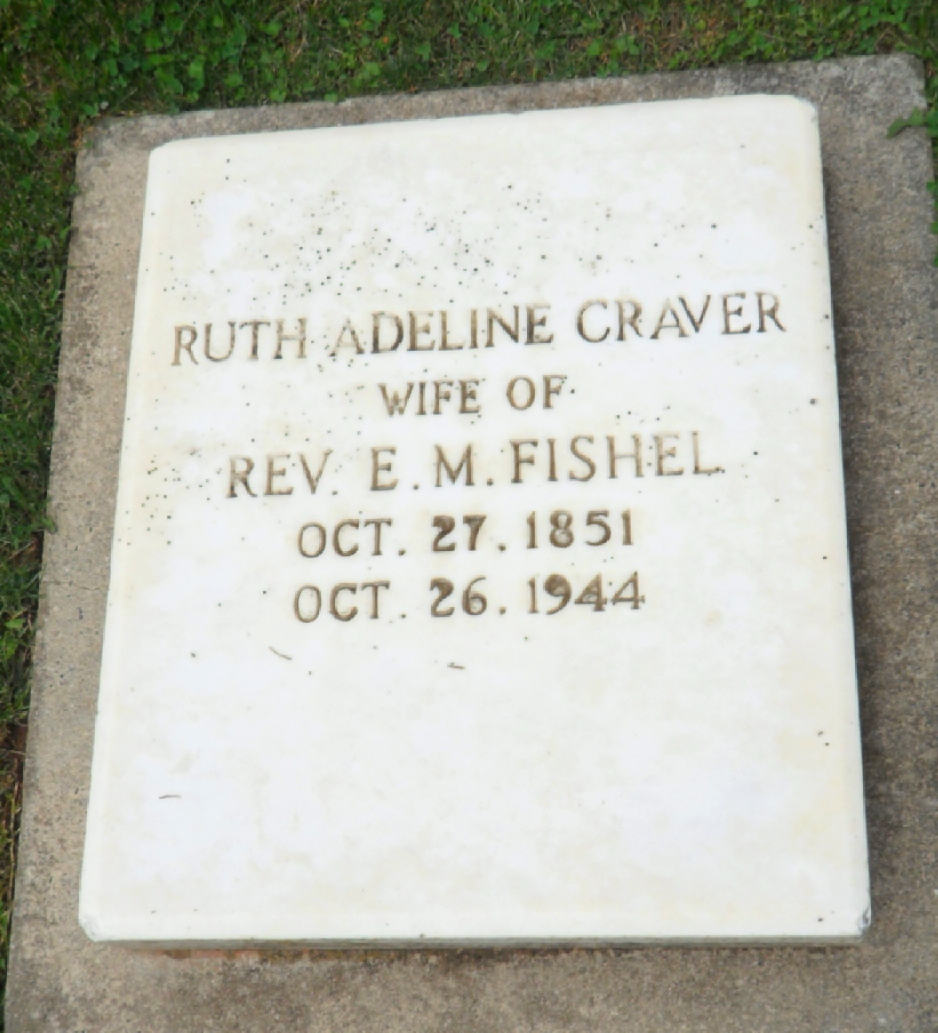 RUTH ADELINE CRAVER
WIFE OF
REV. E. M. FISHEL
OCT. 27. 1851
OCT. 26. 1944